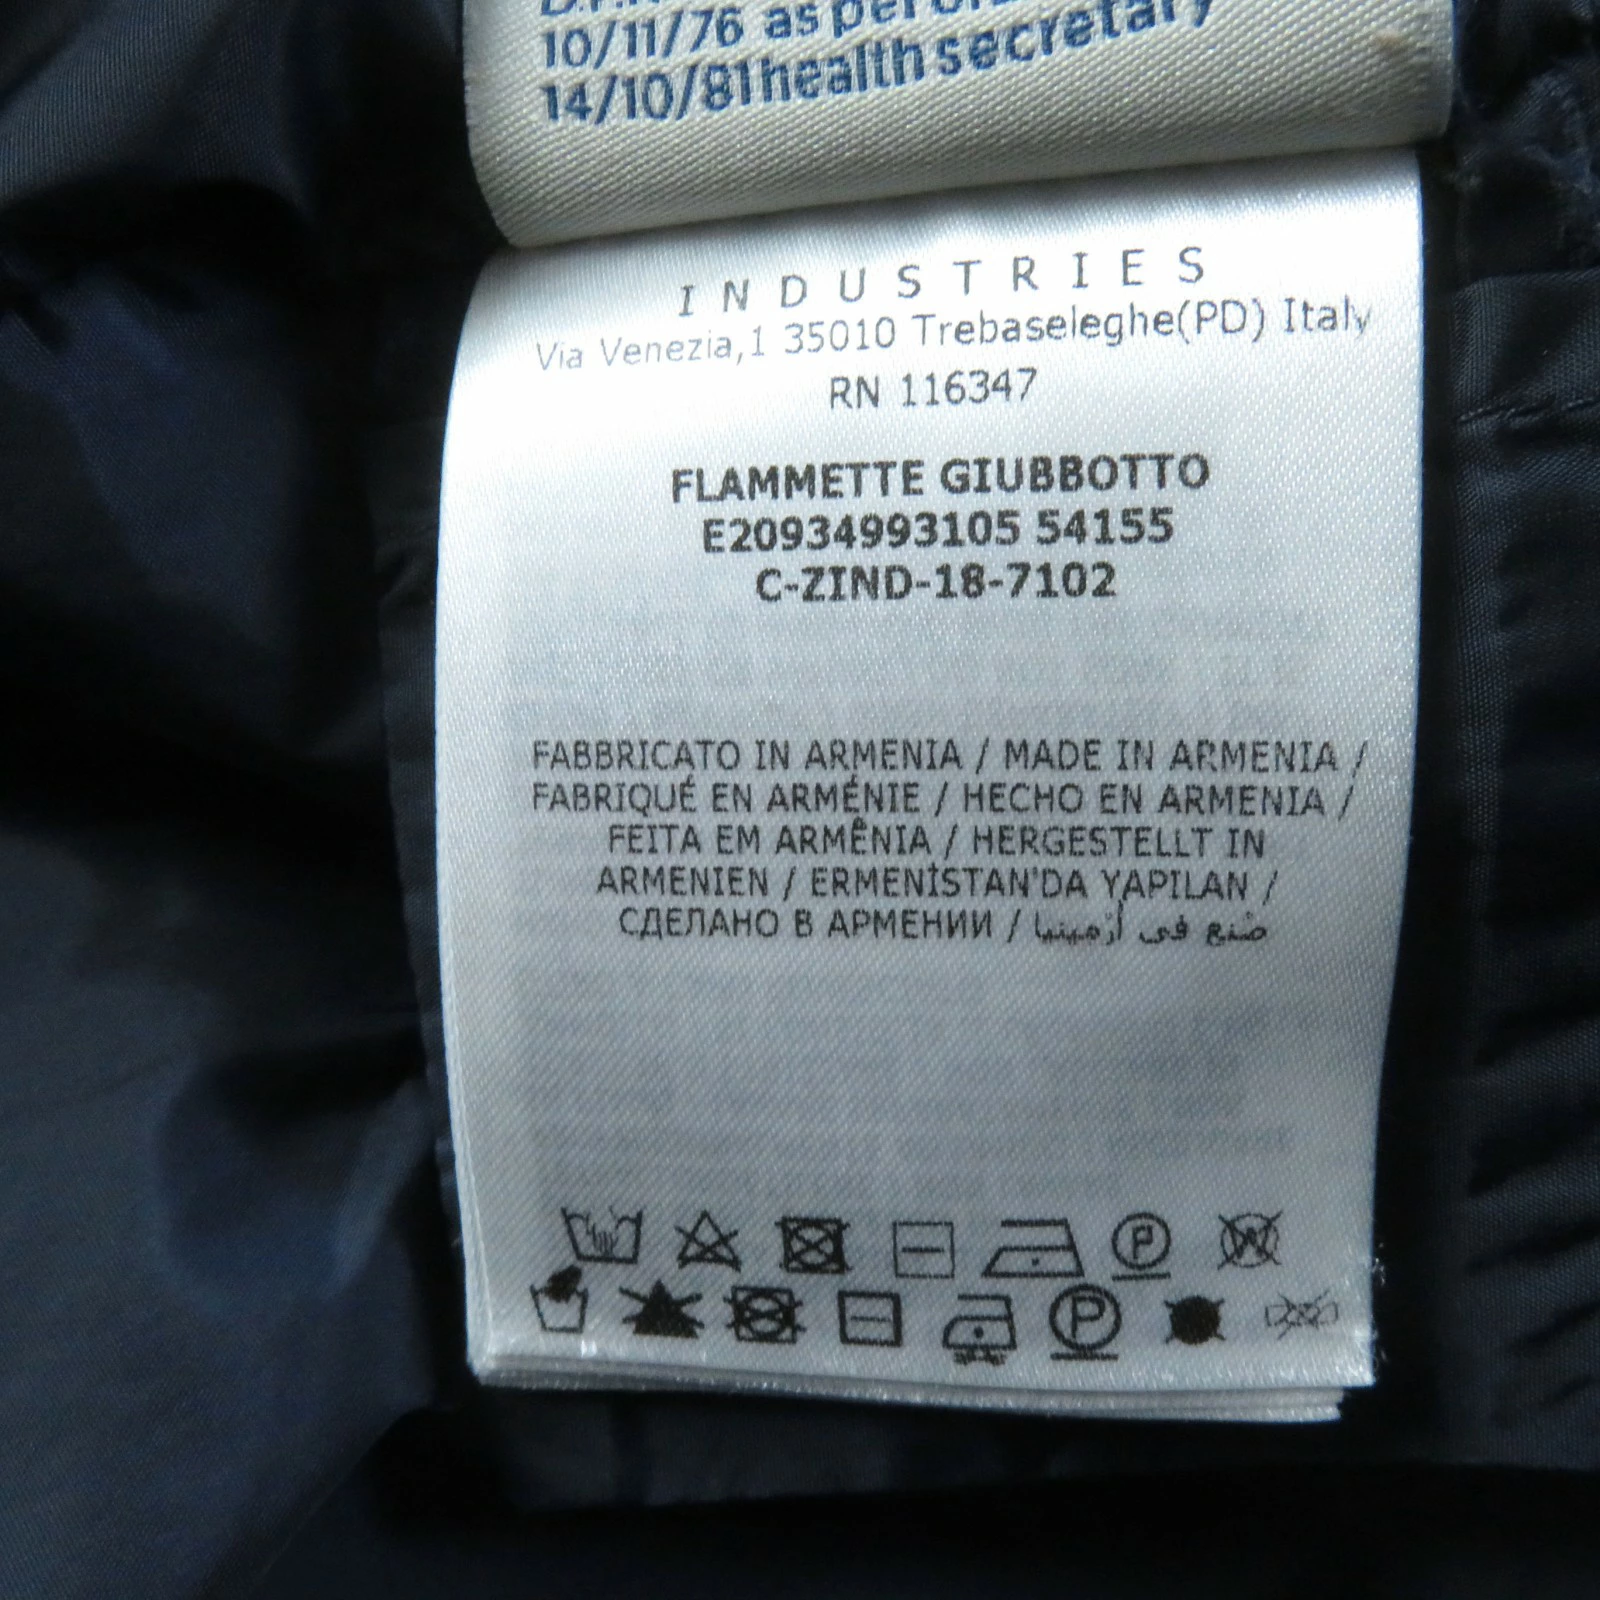 10/11/76 as per
14/10/81 health secretary
INDUSTRIES
Via Venezia,1 35010 Trebaseleghe(PD) Italy
RN 116347
FLAMMETTE GIUBBOTTO
E20934993105 54155
C-ZIND-18-7102
FABBRICATO IN ARMENIA / MADE IN ARMENIA /
FABRIQUÉ EN ARMÉNIE / HECHO EN ARMENIA /
FEITA EM ARMÊNIA / HERGESTELLT IN
ARMENIEN / ERMENİSTAN'DA YAPILAN /
СДЕЛАНО В АРМЕНИИ / صُنع في أرمينيا
P W
P